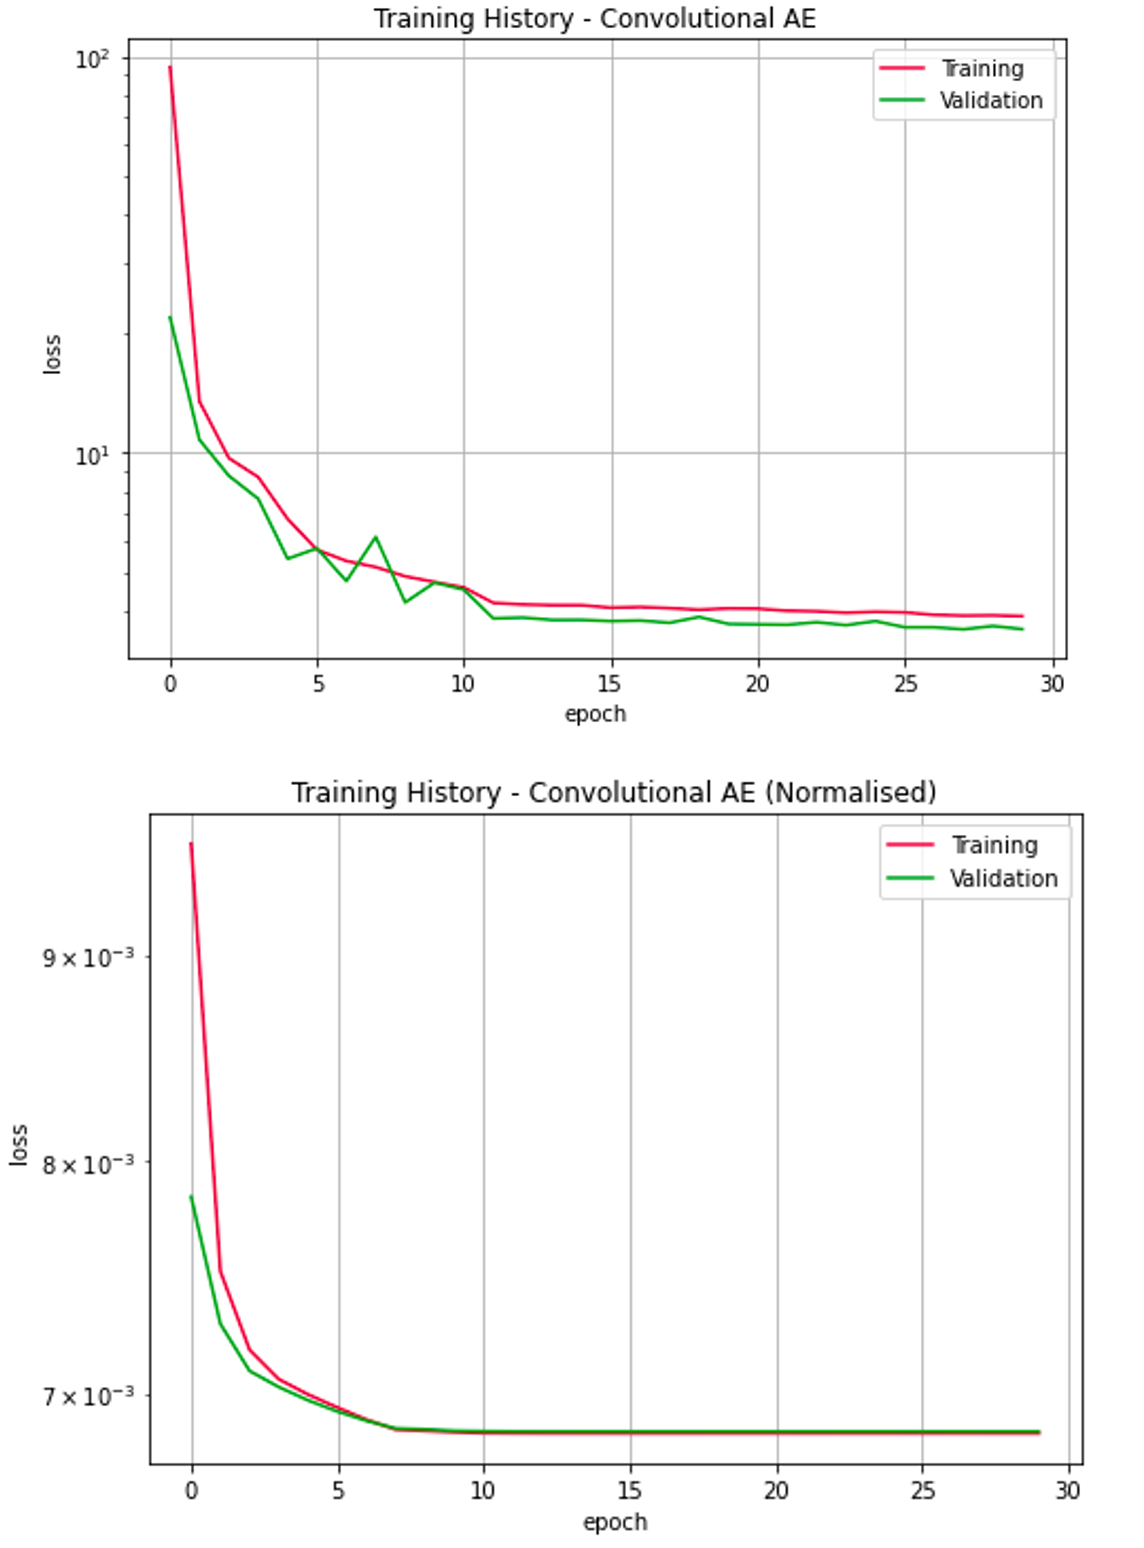 Training History - Convolutional AE
10²
10¹
loss
Training
Validation
0 5 10 15 20 25 30
epoch
Training History - Convolutional AE (Normalised)
9 × 10⁻³
8 × 10⁻³
7 × 10⁻³
loss
Training
Validation
0 5 10 15 20 25 30
epoch